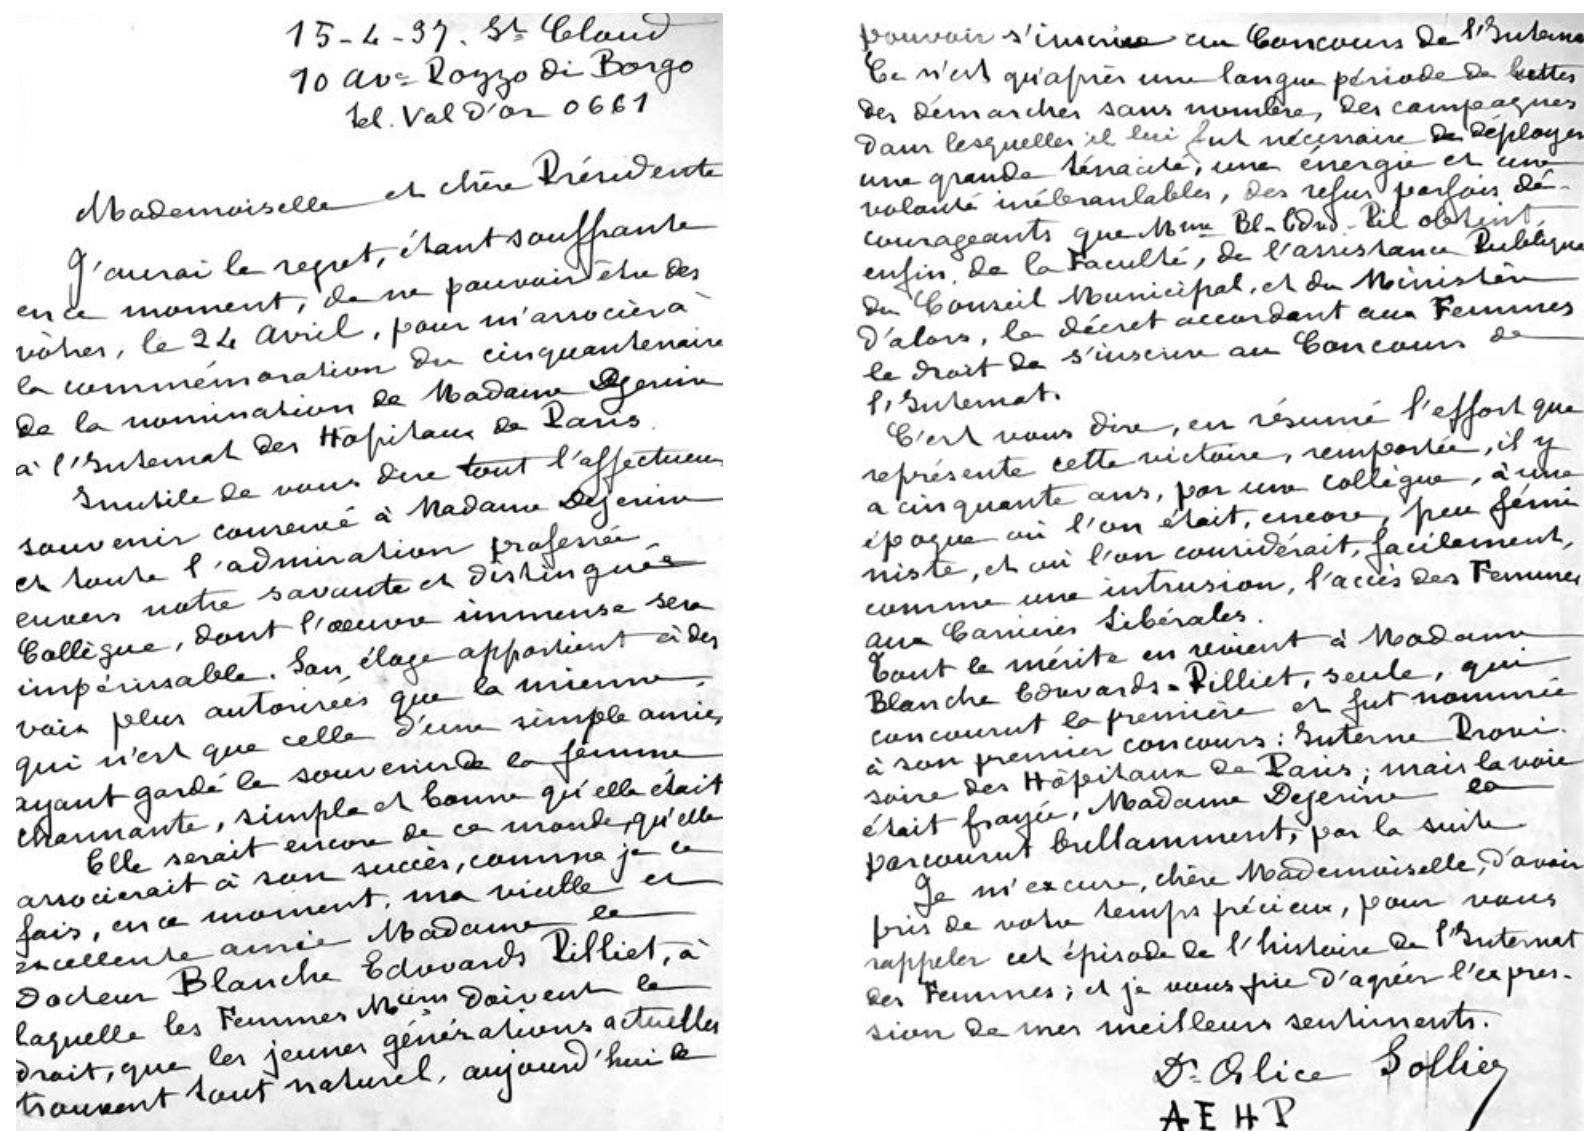 15-4-37. St Cloud
10 Ave Pozzo di Borgo
tel. Val d'or 0661
Mademoiselle et chère Présidente
J'aurai le regret, étant souffrante
en ce moment, de ne pouvoir être des
vôtres, le 24 Avril, pour m'associer à
la commémoration du cinquantenaire
de la nomination de Madame Dejerine
à l'Internat des Hôpitaux de Paris.
Inutile de vous dire tout l'affectueux
souvenir conservé à Madame Dejerine
et toute l'admiration professée
envers notre savante et distinguée
Collègue, dont l'œuvre immense sera
impérissable. Son éloge appartient à des
voix plus autorisées que la mienne,
qui n'est que celle d'une simple amie,
ayant gardé le souvenir de la femme
charmante, simple et bonne qu'elle était
Elle serait encore de ce monde, qu'elle
associerait à son succès, comme je le
fais, en ce moment, ma vieille et
excellente amie Madame le
Docteur Blanche Edwards Pilliet, à
laquelle les Femmes Mcins doivent le
droit, que les jeunes générations actuelles
trouvent tout naturel, aujourd'hui de
pouvoir s'inscrire au Concours de l'Interna
Ce n'est qu'après une longue période de luttes
des démarches sans nombre, des campagnes
dans lesquelles il lui fut nécessaire de déployer
une grande ténacité, une énergie et une
volonté inébranlables, des refus parfois dé-
courageants que Mme Bl-Edwd-Pil obtint,
enfin, de la Faculté, de l'assistance Publique
du Conseil Municipal, et du Ministère
d'alors, le décret accordant aux Femmes
le droit de s'inscrire au Concours de
l'Internat.
C'est vous dire, en résumé l'effort que
représente cette victoire, remportée, il y
a cinquante ans, par une collègue, à une
époque où l'on était, encore, peu fémi
niste, et où l'on considérait, facilement,
comme une intrusion, l'accès des Femmes
aux Carrières Libérales.
Tout le mérite en revient à Madame
Blanche Edwards-Pilliet, seule, qui
concourut la première et fut nommée
à son premier concours: Interne Provi-
soire des Hôpitaux de Paris; mais la voie
était frayée, Madame Dejerine la
parcourut brillamment, par la suite
Je m'excuse, chère Mademoiselle, d'avoir
pris de votre temps précieux, pour vous
rappeler cet épisode de l'histoire de l'Internat
des Femmes; et je vous prie d'agréer l'expres-
sion de mes meilleurs sentiments.
Dr Alice Sollier
A E H P